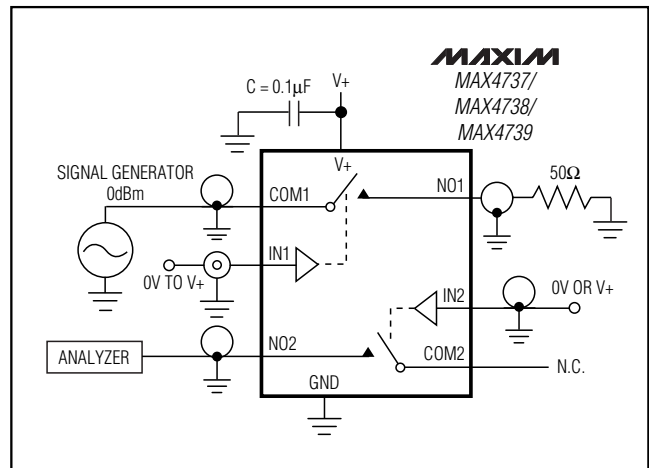 MAXIM
MAX4737/
MAX4738/
MAX4739
C = 0.1µF
V+
V+
SIGNAL GENERATOR
0dBm
COM1
NO1
50Ω
IN1
0V TO V+
IN2
0V OR V+
NO2
COM2
ANALYZER
N.C.
GND